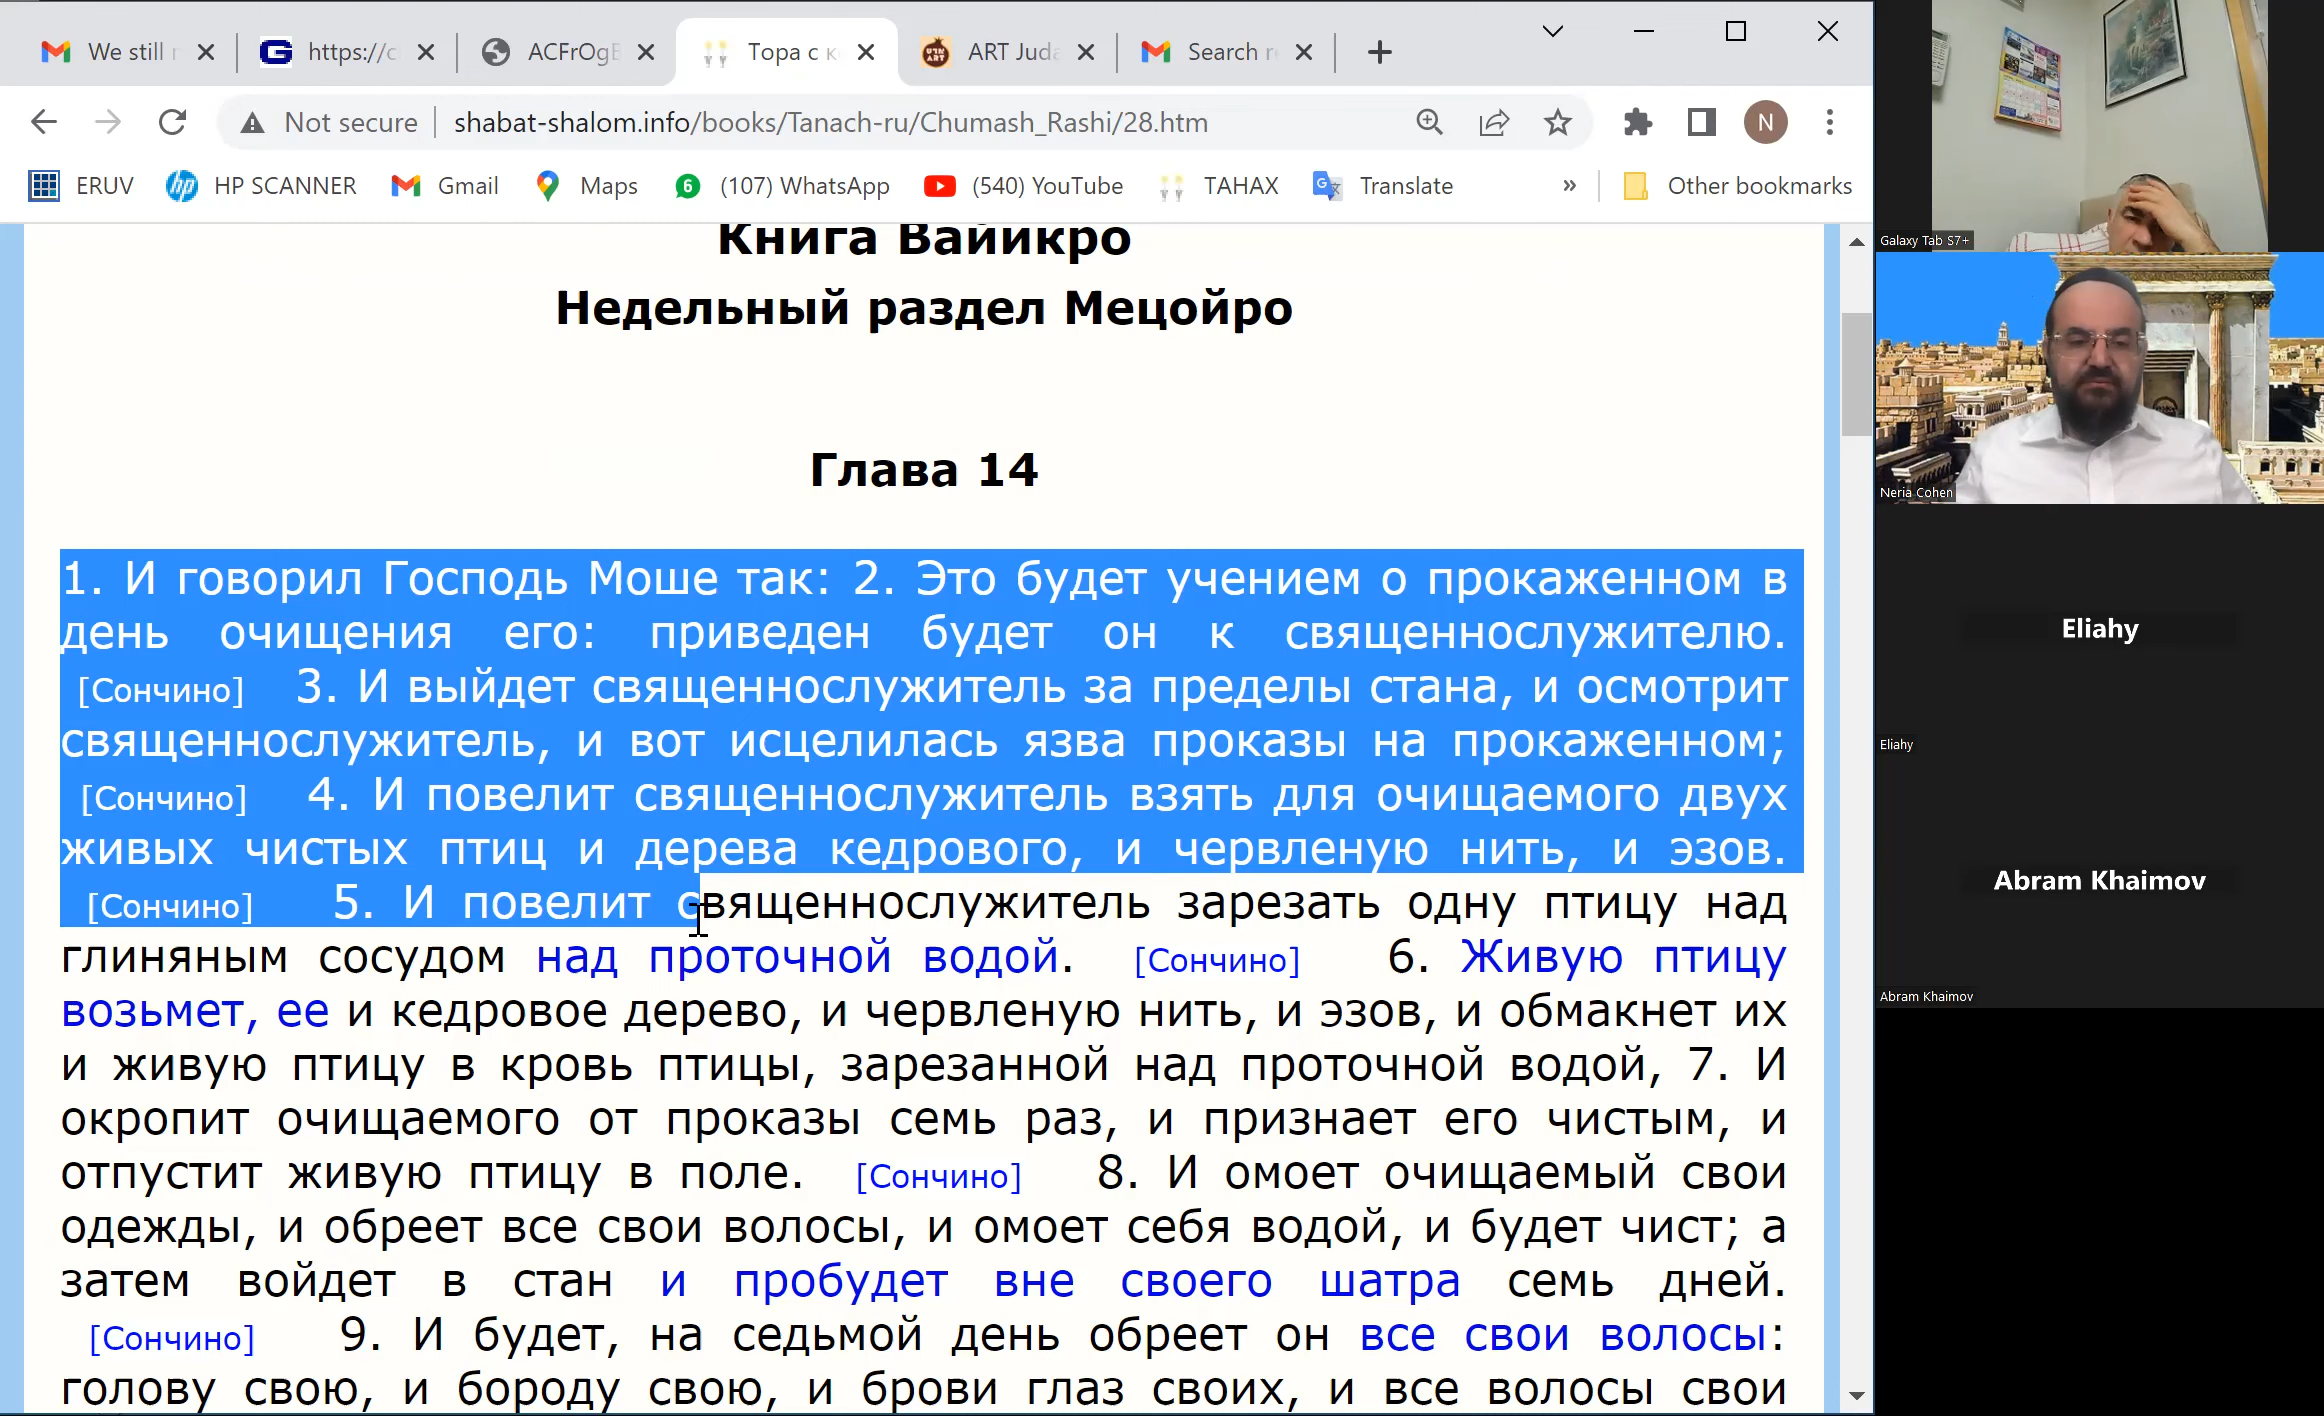 We still
https://c
ACFrOgE
Тора с к
ART Juda
Search re
Not secure
shabat-shalom.info/books/Tanach-ru/Chumash_Rashi/28.htm
N
ERUV
HP SCANNER
Gmail
6
(107) WhatsApp
(540) YouTube
TAHAX
Translate
»
Other bookmarks
Книга Вайикро
Недельный раздел Мецойро
Глава 14
1. И говорил Господь Моше так: 2. Это будет учением о прокаженном в
день очищения его: приведен будет он к священнослужителю.
[Сончино] 3. И выйдет священнослужитель за пределы стана, и осмотрит
священнослужитель, и вот исцелилась язва проказы на прокаженном;
[Сончино] 4. И повелит священнослужитель взять для очищаемого двух
живых чистых птиц и дерева кедрового, и червленую нить, и эзов.
[Сончино] 5. И повелит священнослужитель зарезать одну птицу над
глиняным сосудом над проточной водой. [Сончино] 6. Живую птицу
возьмет, ее и кедровое дерево, и червленую нить, и эзов, и обмакнет их
и живую птицу в кровь птицы, зарезанной над проточной водой, 7. И
окропит очищаемого от проказы семь раз, и признает его чистым, и
отпустит живую птицу в поле. [Сончино] 8. И омоет очищаемый свои
одежды, и обреет все свои волосы, и омоет себя водой, и будет чист; а
затем войдет в стан и пробудет вне своего шатра семь дней.
[Сончино] 9. И будет, на седьмой день обреет он все свои волосы:
голову свою, и бороду свою, и брови глаз своих, и все волосы свои
Galaxy Tab S7+
Neria Cohen
Eliahy
Eliahy
Abram Khaimov
Abram Khaimov